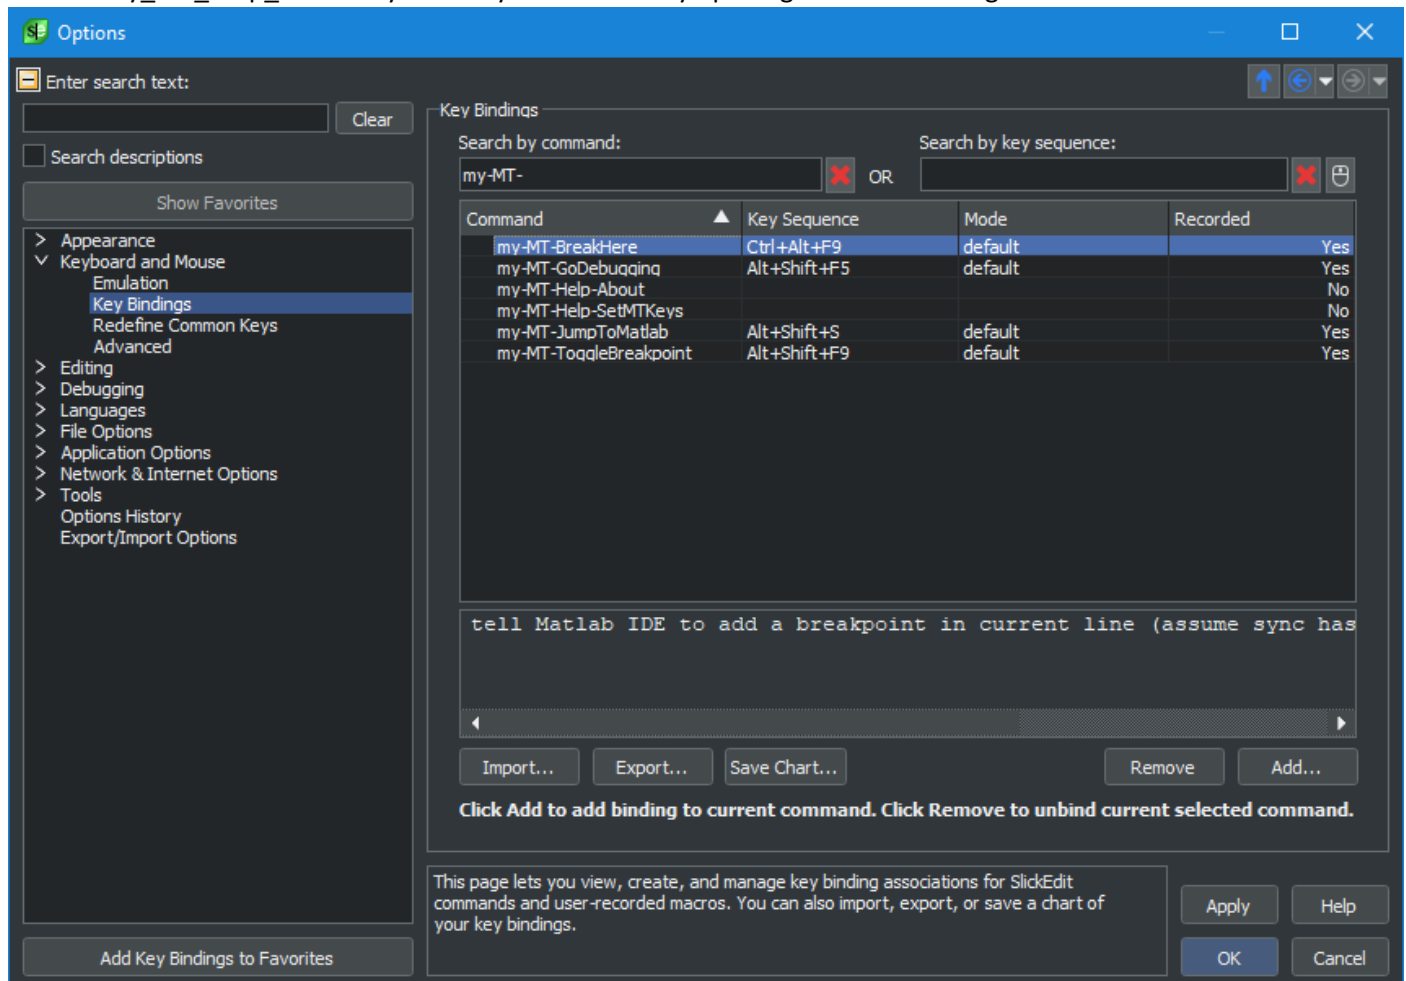 Options
Enter search text:
Clear
Search descriptions
Show Favorites
> Appearance
Keyboard and Mouse
Emulation
Key Bindings
Redefine Common Keys
Advanced
> Editing
> Debugging
> Languages
> File Options
> Application Options
> Network & Internet Options
> Tools
Options History
Export/Import Options
Add Key Bindings to Favorites
Key Bindings
Search by command:
Search by key sequence:
my-MT-
OR
Command Key Sequence Mode Recorded
my-MT-BreakHere Ctrl+Alt+F9 default Yes
my-MT-GoDebugging Alt+Shift+F5 default Yes
my-MT-Help-About No
my-MT-Help-SetMTKeys No
my-MT-JumpToMatlab Alt+Shift+S default Yes
my-MT-ToggleBreakpoint Alt+Shift+F9 default Yes
tell Matlab IDE to add a breakpoint in current line (assume sync has
Import... Export... Save Chart... Remove Add...
Click Add to add binding to current command. Click Remove to unbind current selected command.
This page lets you view, create, and manage key binding associations for SlickEdit
commands and user-recorded macros. You can also import, export, or save a chart of
your key bindings.
Apply Help
OK Cancel